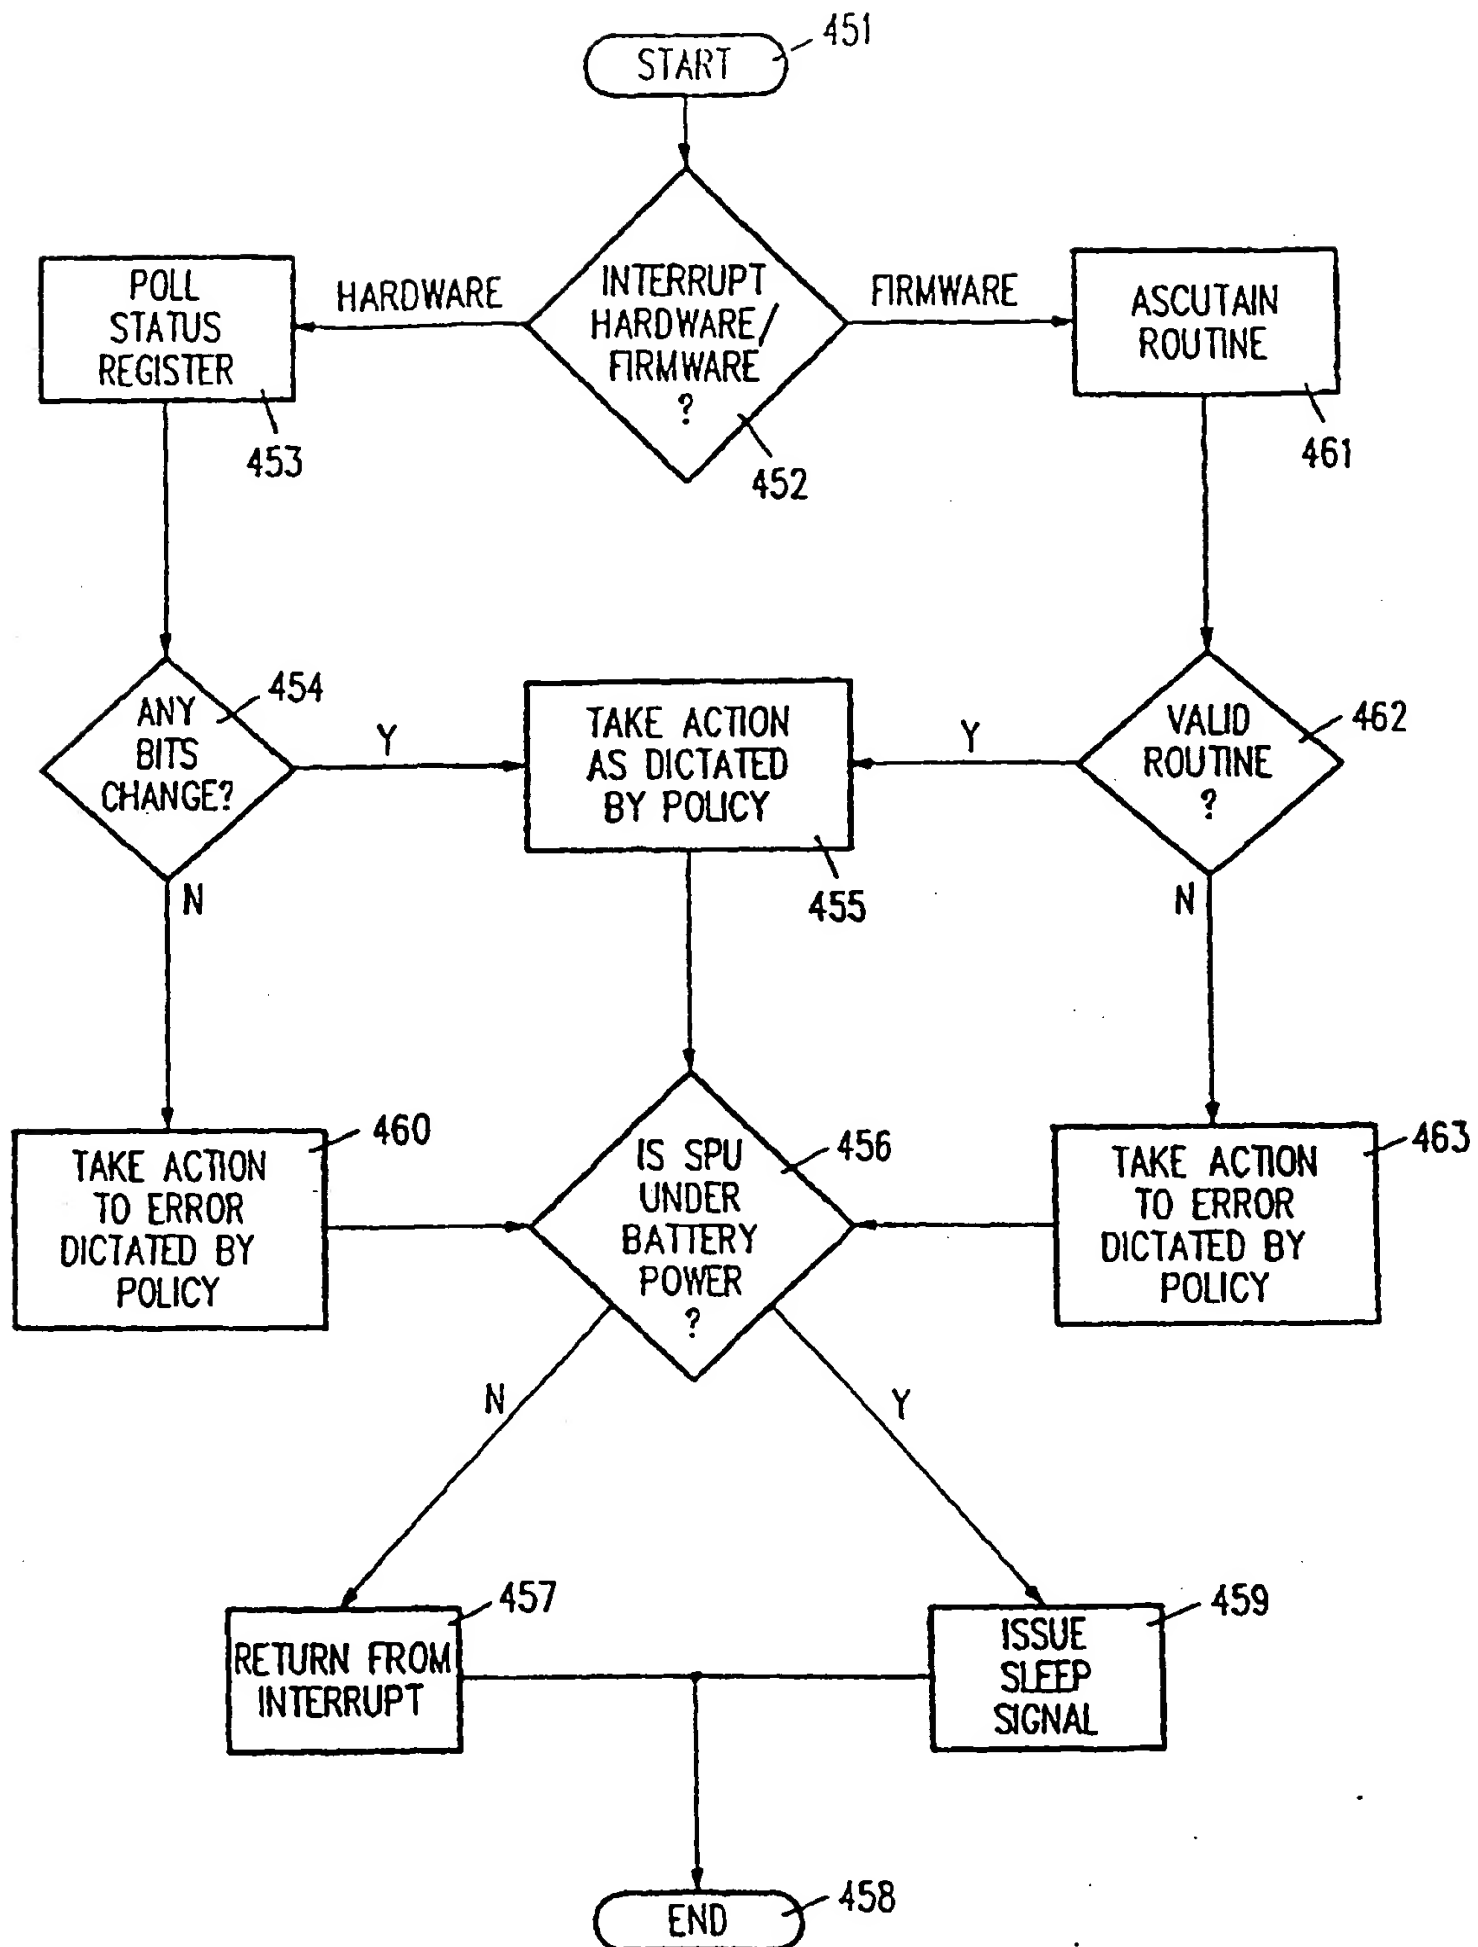 451
START
POLL
STATUS
REGISTER
453
HARDWARE
INTERRUPT
HARDWARE/
FIRMWARE
?
452
FIRMWARE
ASCUTAIN
ROUTINE
461
ANY
BITS
CHANGE?
454
Y
N
TAKE ACTION
AS DICTATED
BY POLICY
455
Y
VALID
ROUTINE
?
462
N
TAKE ACTION
TO ERROR
DICTATED BY
POLICY
460
IS SPU
UNDER
BATTERY
POWER
?
456
TAKE ACTION
TO ERROR
DICTATED BY
POLICY
463
N
Y
RETURN FROM
INTERRUPT
457
ISSUE
SLEEP
SIGNAL
459
END
458